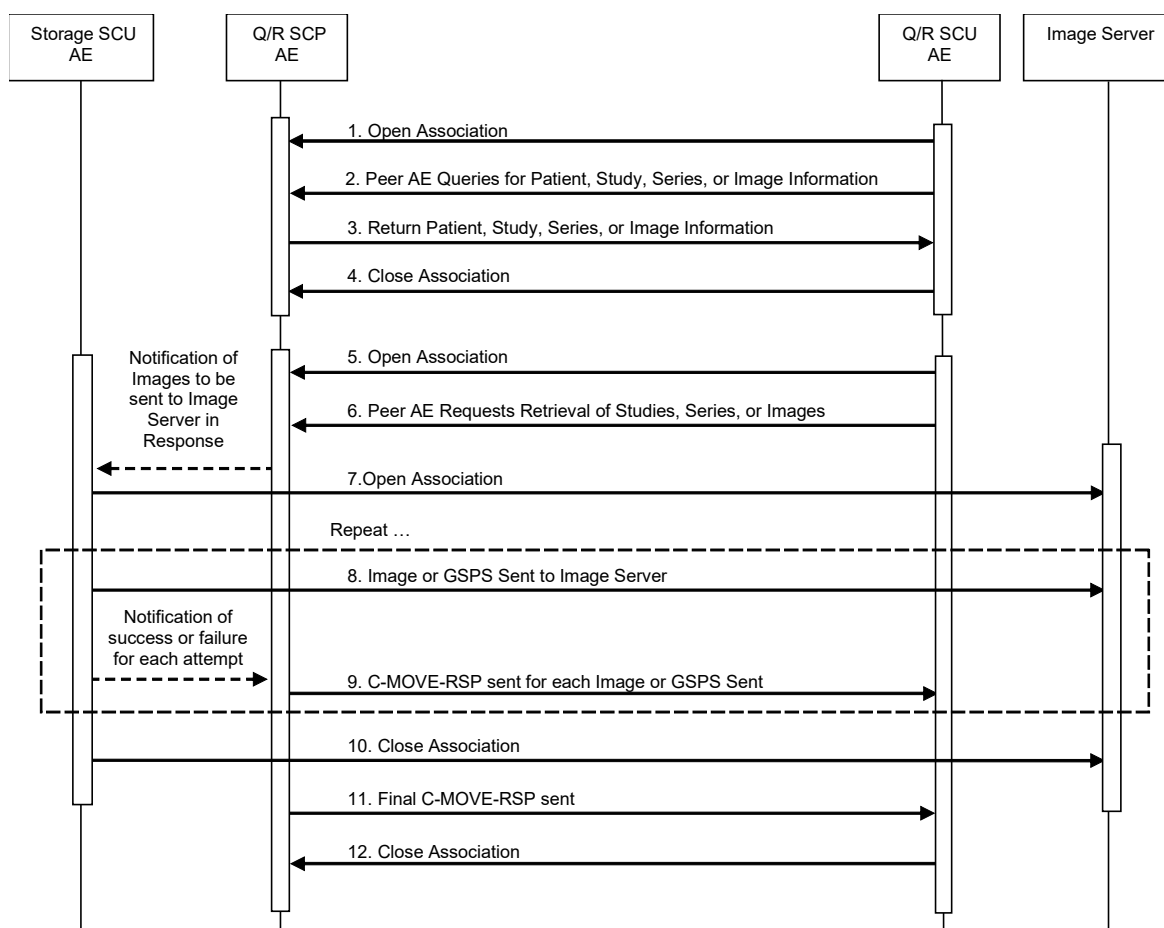 Storage SCU
AE
Q/R SCP
AE
Q/R SCU
AE
Image Server
1. Open Association
2. Peer AE Queries for Patient, Study, Series, or Image Information
3. Return Patient, Study, Series, or Image Information
4. Close Association
Notification of
Images to be
sent to Image
Server in
Response
5. Open Association
6. Peer AE Requests Retrieval of Studies, Series, or Images
7.Open Association
Repeat …
8. Image or GSPS Sent to Image Server
Notification of
success or failure
for each attempt
9. C-MOVE-RSP sent for each Image or GSPS Sent
10. Close Association
11. Final C-MOVE-RSP sent
12. Close Association